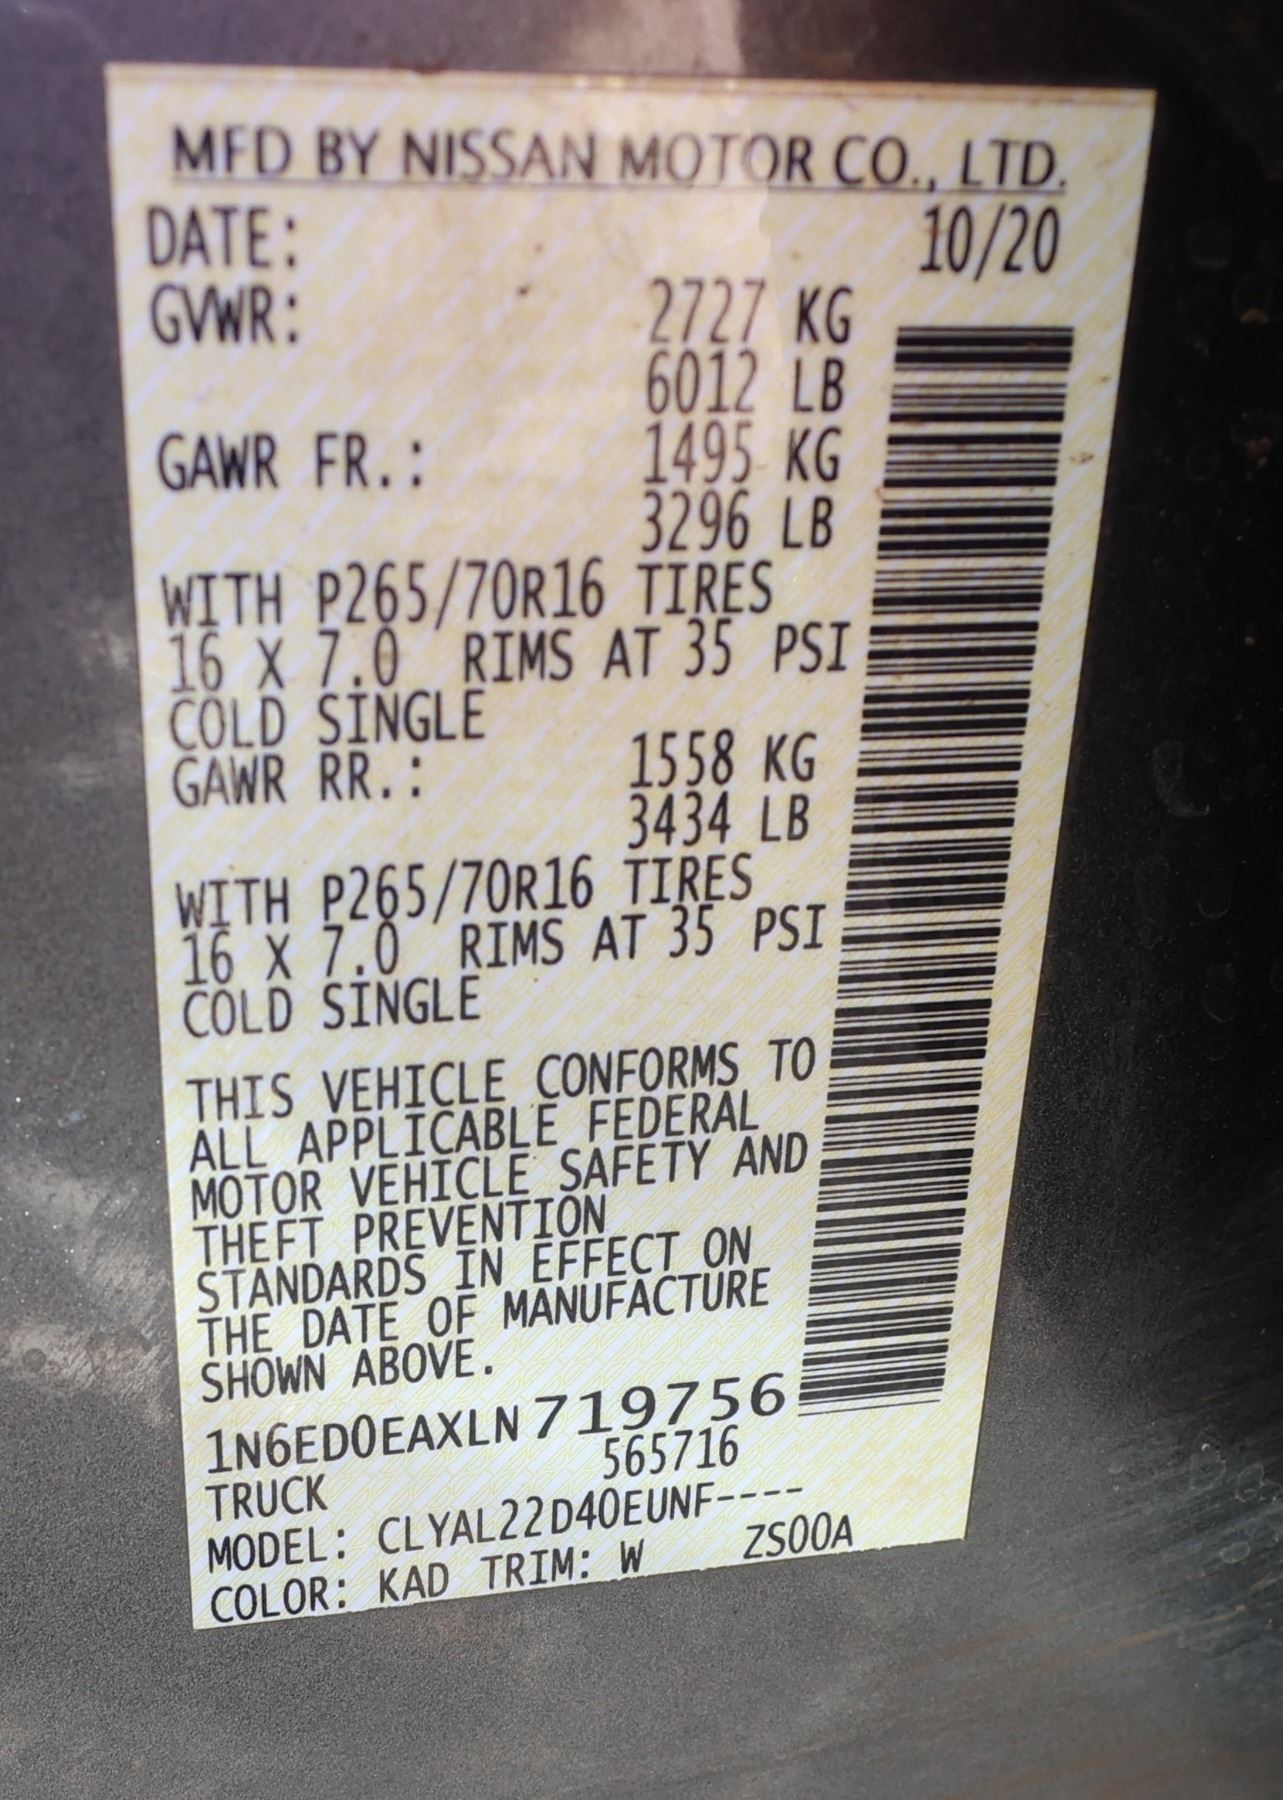 MFD BY NISSAN MOTOR CO., LTD.
DATE: 10/20
GVWR: 2727 KG
6012 LB
GAWR FR.: 1495 KG
3296 LB
WITH P265/70R16 TIRES
16 X 7.0 RIMS AT 35 PSI
COLD SINGLE
GAWR RR.: 1558 KG
3434 LB
WITH P265/70R16 TIRES
16 X 7.0 RIMS AT 35 PSI
COLD SINGLE
THIS VEHICLE CONFORMS TO
ALL APPLICABLE FEDERAL
MOTOR VEHICLE SAFETY AND
THEFT PREVENTION
STANDARDS IN EFFECT ON
THE DATE OF MANUFACTURE
SHOWN ABOVE.
1N6ED0EAXLN719756
TRUCK 565716
MODEL: CLYAL22D40EUNF----
COLOR: KAD TRIM: W ZS00A